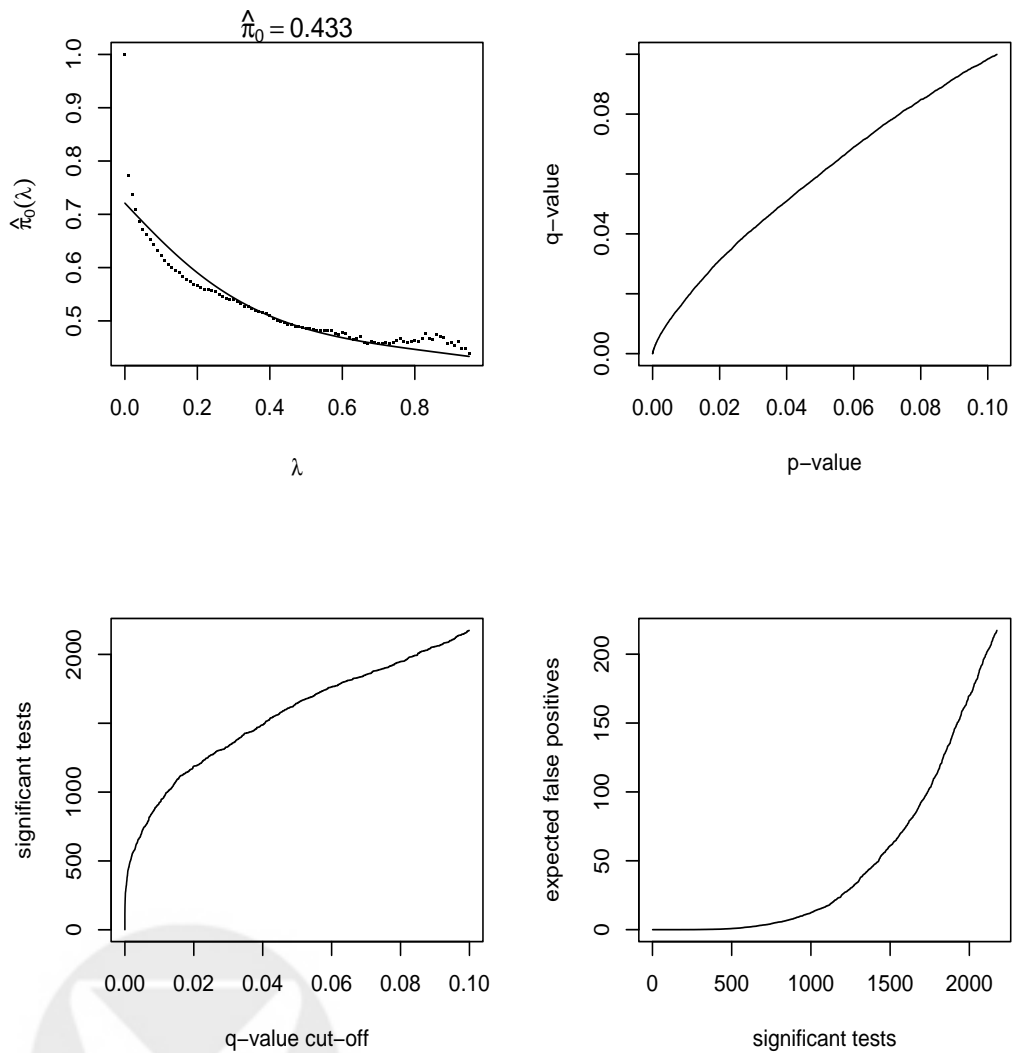 π̂₀ = 0.433
π̂₀(λ)
1.0
0.9
0.8
0.7
0.6
0.5
0.0 0.2 0.4 0.6 0.8
λ
q−value
0.08
0.04
0.00
0.00 0.02 0.04 0.06 0.08 0.10
p−value
significant tests
2000
1000
500
0
0.00 0.02 0.04 0.06 0.08 0.10
q−value cut−off
expected false positives
200
150
100
50
0
0 500 1000 1500 2000
significant tests